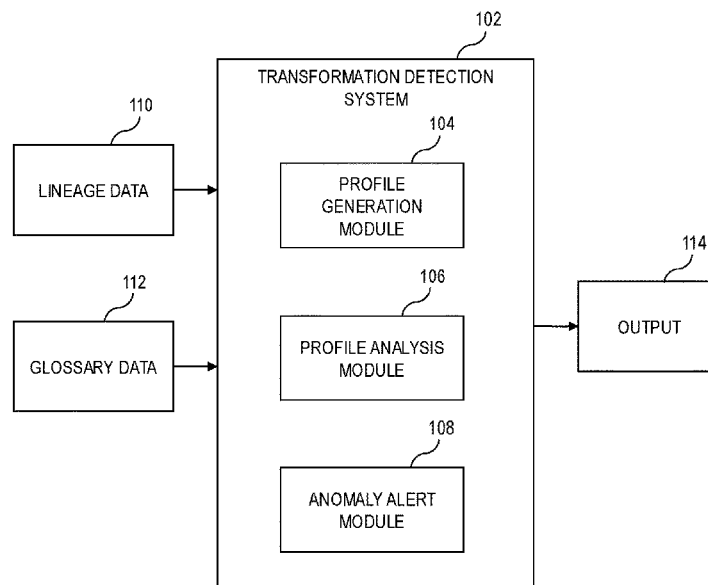 102
TRANSFORMATION DETECTION
SYSTEM
110
LINEAGE DATA
104
PROFILE
GENERATION
MODULE
112
GLOSSARY DATA
106
PROFILE ANALYSIS
MODULE
114
OUTPUT
108
ANOMALY ALERT
MODULE